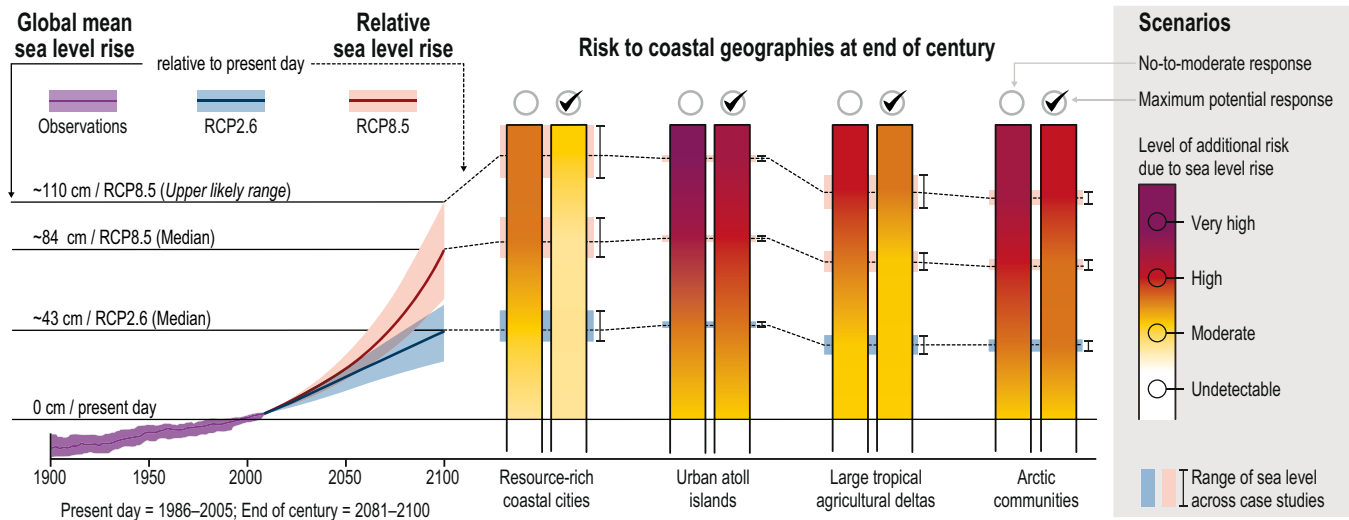 Global mean
sea level rise
Relative
sea level rise
relative to present day
Observations
RCP2.6
RCP8.5
~110 cm / RCP8.5 (Upper likely range)
~84 cm / RCP8.5 (Median)
~43 cm / RCP2.6 (Median)
0 cm / present day
1900
1950
2000
2050
2100
Present day = 1986–2005; End of century = 2081–2100
Risk to coastal geographies at end of century
Resource-rich
coastal cities
Urban atoll
islands
Large tropical
agricultural deltas
Arctic
communities
Scenarios
No-to-moderate response
Maximum potential response
Level of additional risk
due to sea level rise
Very high
High
Moderate
Undetectable
Range of sea level
across case studies